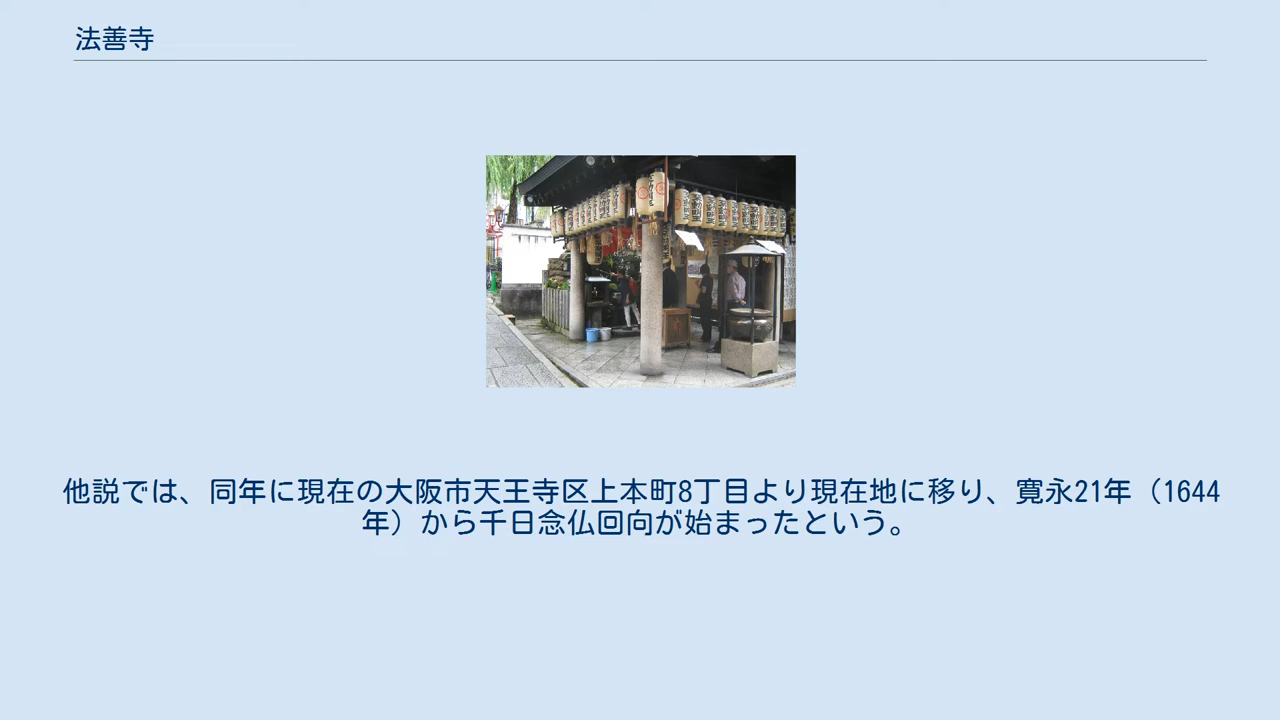 法善寺
他説では、同年に現在の大阪市天王寺区上本町8丁目より現在地に移り、寛永21年（1644
年）から千日念仏回向が始まったという。